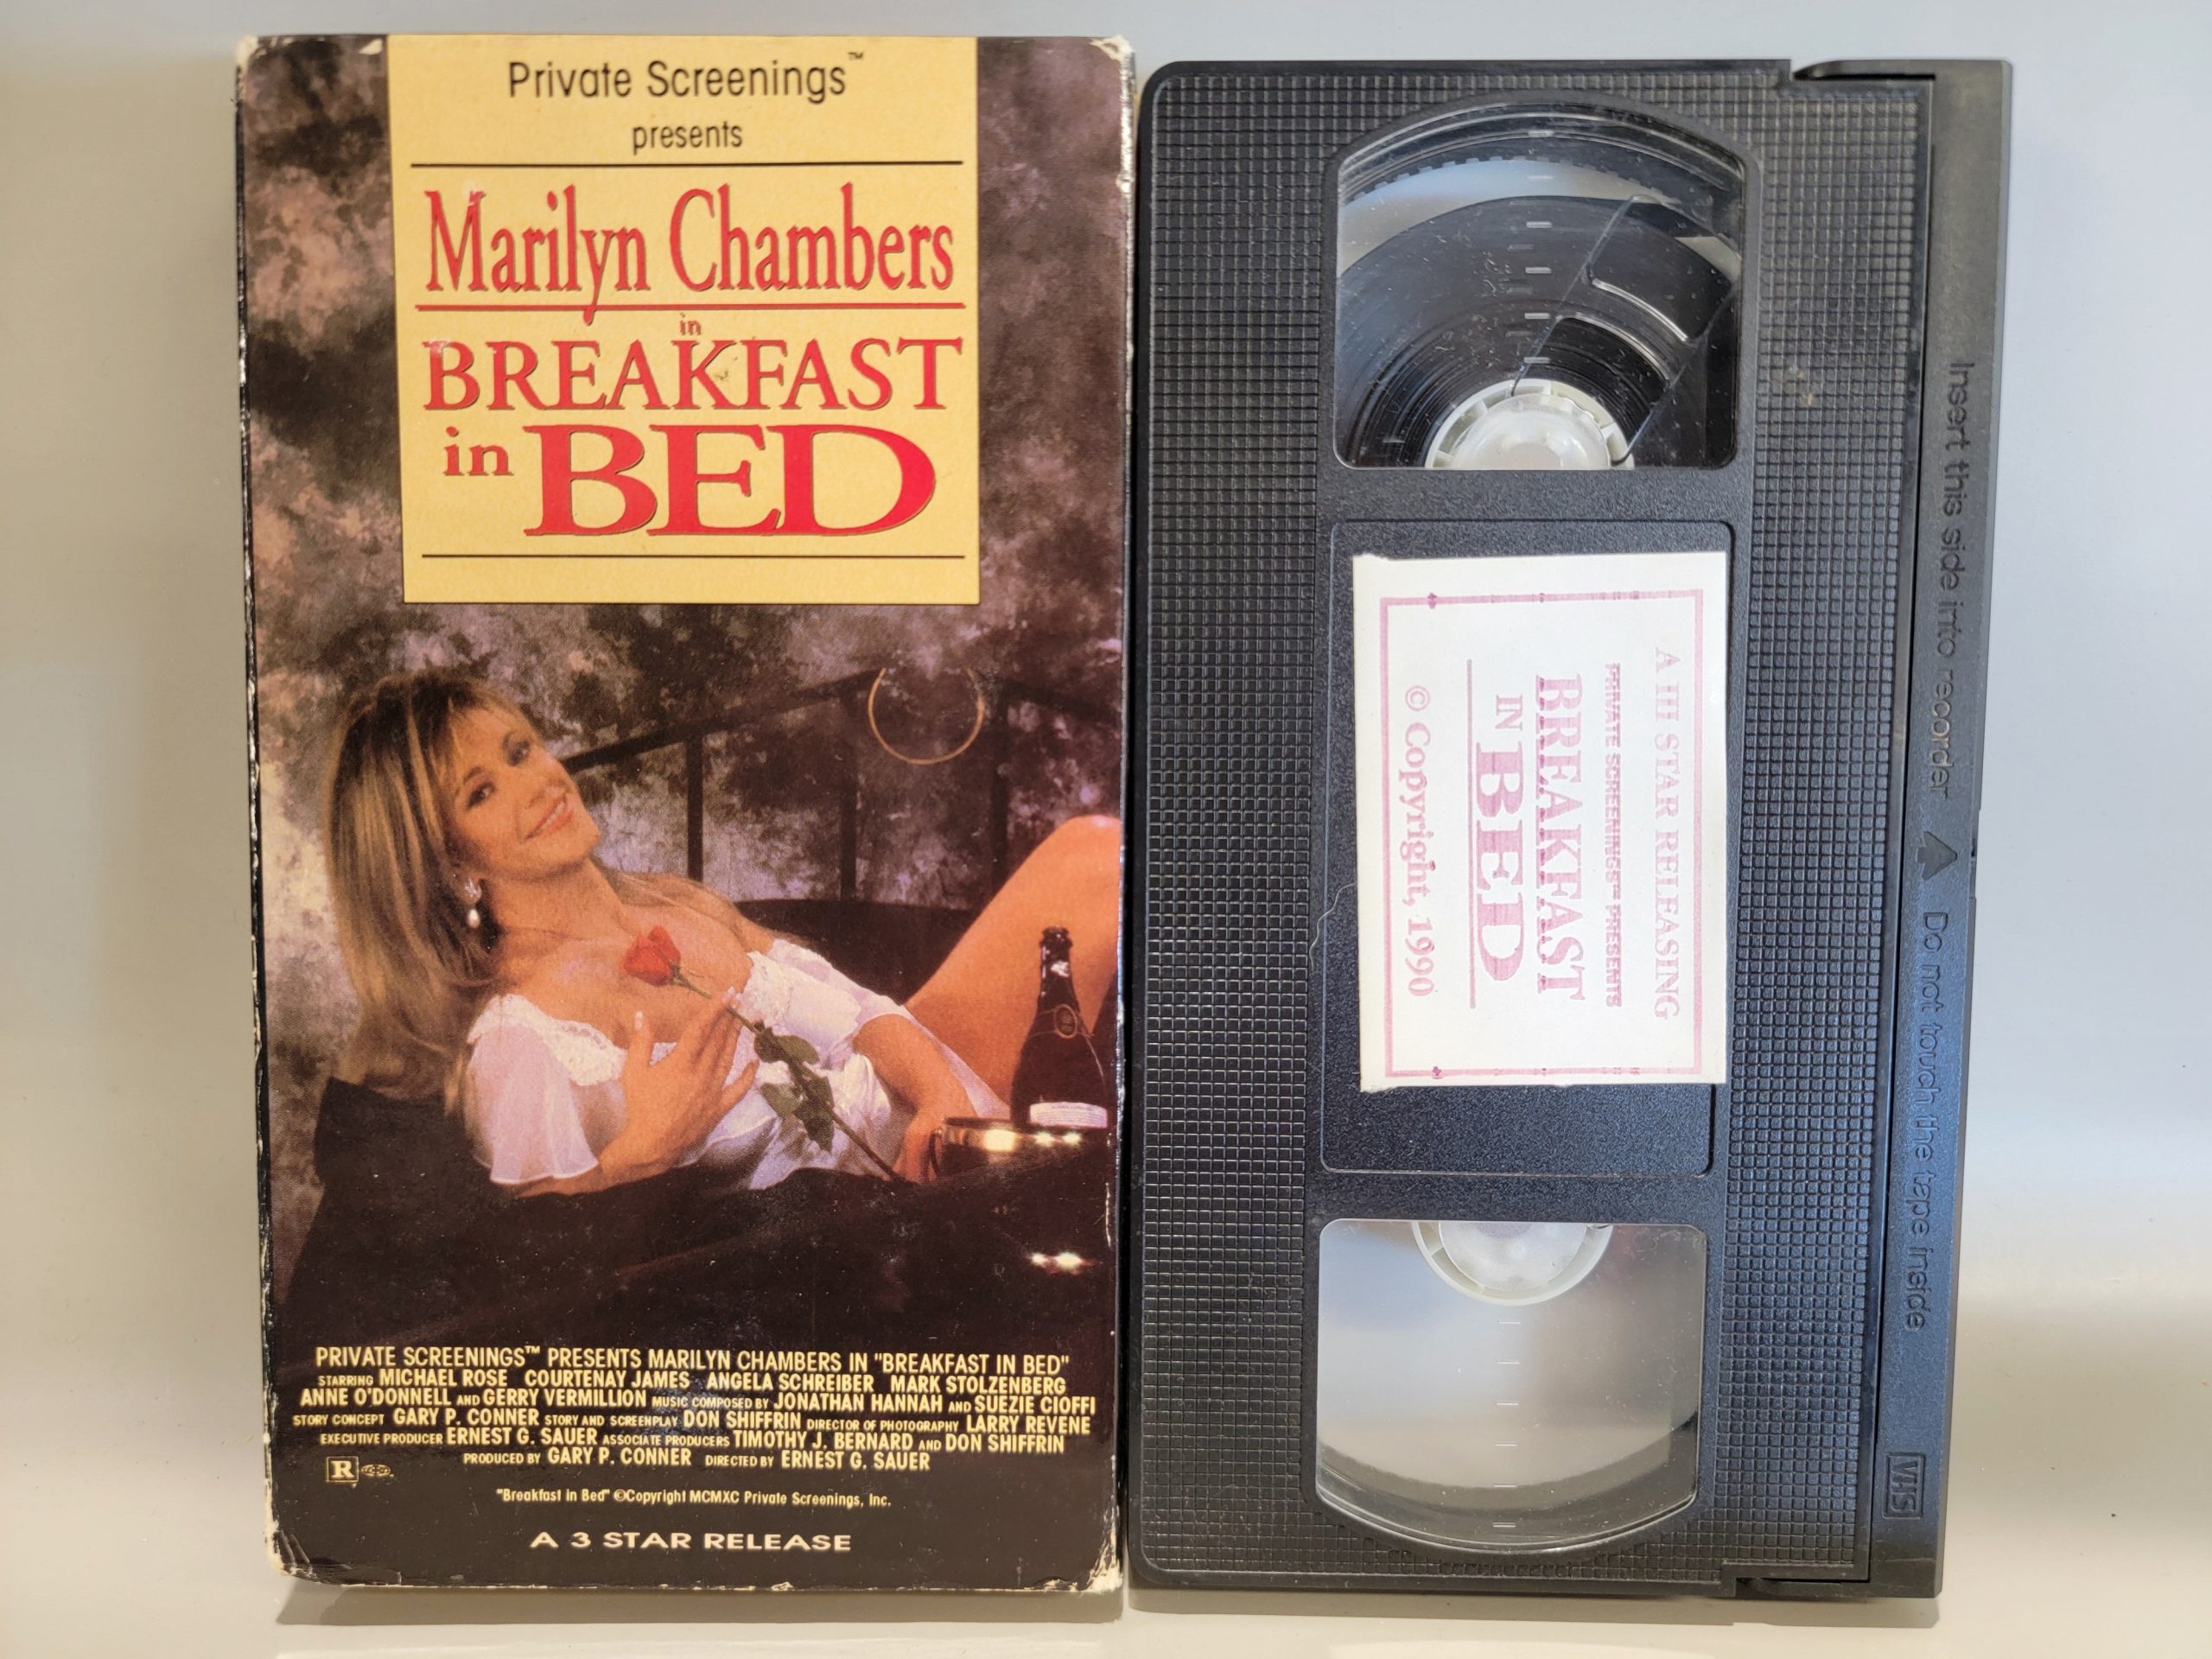 Private Screenings™
presents
Marilyn Chambers
in
BREAKFAST
in BED
PRIVATE SCREENINGS™ PRESENTS MARILYN CHAMBERS IN "BREAKFAST IN BED"
STARRING MICHAEL ROSE COURTENAY JAMES ANGELA SCHREIBER MARK STOLZENBERG
ANNE O'DONNELL AND GERRY VERMILLION MUSIC COMPOSED BY JONATHAN HANNAH AND SUEZIE CIOFFI
STORY CONCEPT GARY P. CONNER STORY AND SCREENPLAY DON SHIFFRIN DIRECTOR OF PHOTOGRAPHY LARRY REVENE
EXECUTIVE PRODUCER ERNEST G. SAUER ASSOCIATE PRODUCERS TIMOTHY J. BERNARD AND DON SHIFFRIN
PRODUCED BY GARY P. CONNER DIRECTED BY ERNEST G. SAUER
R
"Breakfast in Bed" ©Copyright MCMXC Private Screenings, Inc.
A 3 STAR RELEASE
A III STAR RELEASING
PRIVATE SCREENINGS™ PRESENTS
BREAKFAST
IN
BED
© Copyright, 1990
Insert this side into recorder ▲ Do not touch the tape inside
VHS